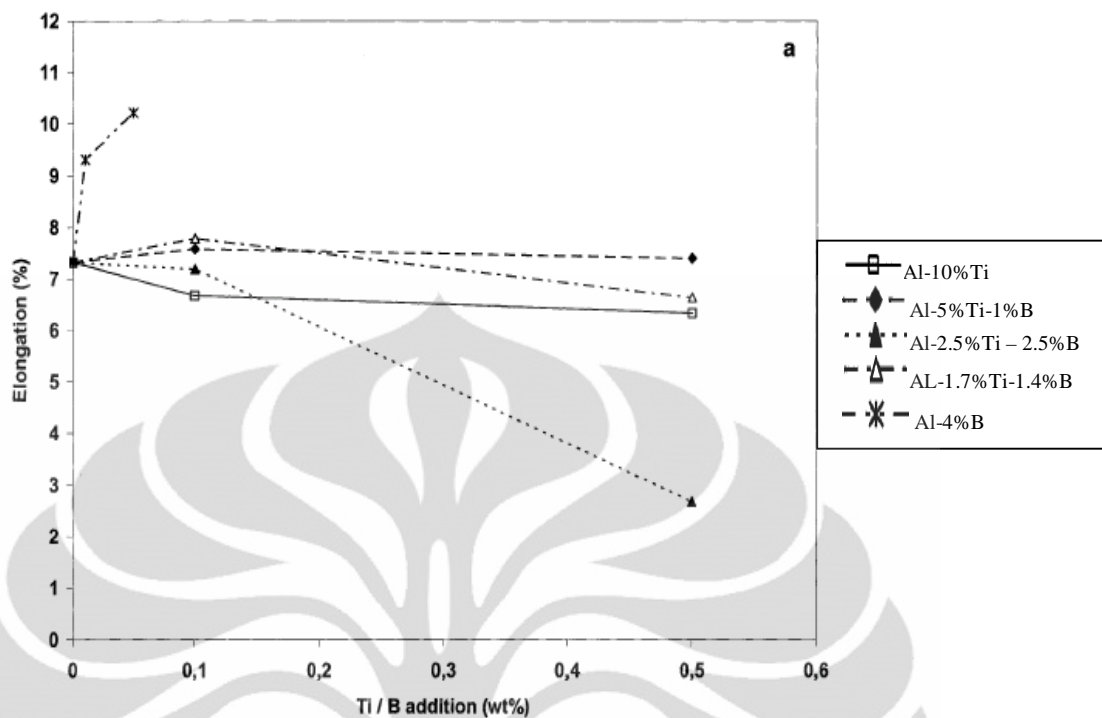 12
a
11
10
9
8
7
6
5
4
3
2
1
0
Elongation (%)
0
0,1
0,2
0,3
0,4
0,5
0,6
Ti / B addition (wt%)
Al-10%Ti
Al-5%Ti-1%B
Al-2.5%Ti – 2.5%B
AL-1.7%Ti-1.4%B
Al-4%B